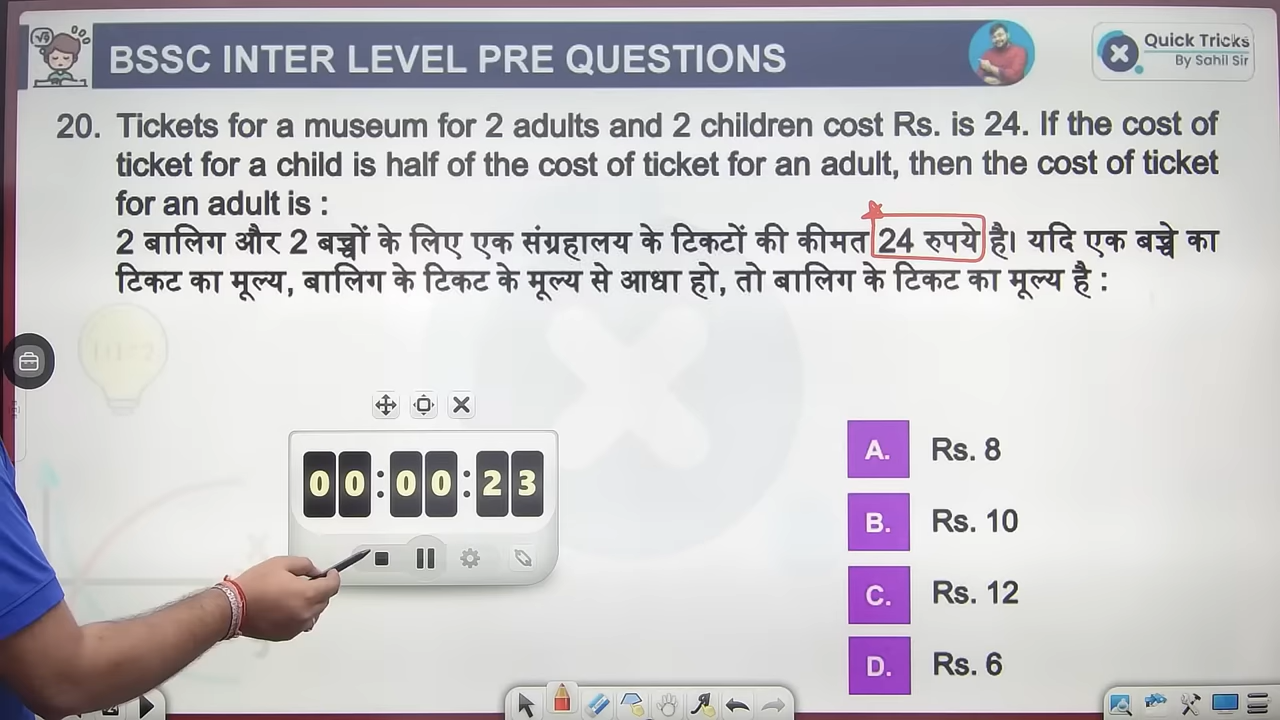 BSSC INTER LEVEL PRE QUESTIONS
Quick Tricks
By Sahil Sir
20. Tickets for a museum for 2 adults and 2 children cost Rs. is 24. If the cost of
ticket for a child is half of the cost of ticket for an adult, then the cost of ticket
for an adult is :
2 बालिग और 2 बच्चों के लिए एक संग्रहालय के टिकटों की कीमत 24 रुपये है। यदि एक बच्चे का
टिकट का मूल्य, बालिग के टिकट के मूल्य से आधा हो, तो बालिग के टिकट का मूल्य है :
00:00:23
A. Rs. 8
B. Rs. 10
C. Rs. 12
D. Rs. 6